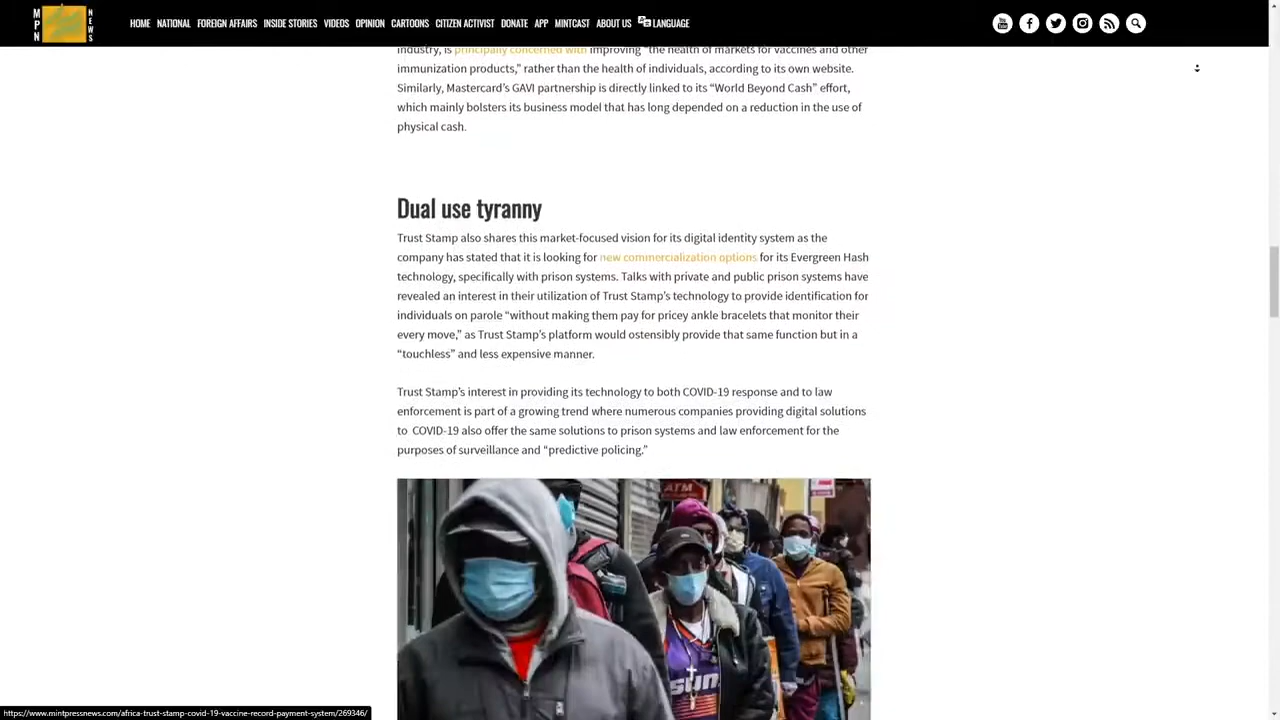 MPN
NEWS
HOME NATIONAL FOREIGN AFFAIRS INSIDE STORIES VIDEOS OPINION CARTOONS CITIZEN ACTIVIST DONATE APP MINTCAST ABOUT US LANGUAGE
industry, is principally concerned with improving “the health of markets for vaccines and other
immunization products,” rather than the health of individuals, according to its own website.
Similarly, Mastercard’s GAVI partnership is directly linked to its “World Beyond Cash” effort,
which mainly bolsters its business model that has long depended on a reduction in the use of
physical cash.
Dual use tyranny
Trust Stamp also shares this market-focused vision for its digital identity system as the
company has stated that it is looking for new commercialization options for its Evergreen Hash
technology, specifically with prison systems. Talks with private and public prison systems have
revealed an interest in their utilization of Trust Stamp’s technology to provide identification for
individuals on parole “without making them pay for pricey ankle bracelets that monitor their
every move,” as Trust Stamp’s platform would ostensibly provide that same function but in a
“touchless” and less expensive manner.
Trust Stamp’s interest in providing its technology to both COVID-19 response and to law
enforcement is part of a growing trend where numerous companies providing digital solutions
to COVID-19 also offer the same solutions to prison systems and law enforcement for the
purposes of surveillance and “predictive policing.”
ATM
https://www.mintpressnews.com/africa-trust-stamp-covid-19-vaccine-record-payment-system/269346/